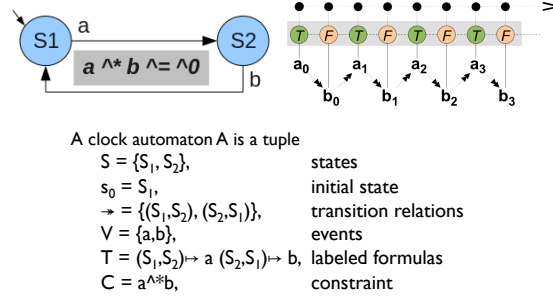 S1 a S2
a ^* b ^= ^0
b
T F T F T F T F
a₀ a₁ a₂ a₃
b₀ b₁ b₂ b₃
A clock automaton A is a tuple
S = {S₁, S₂}, states
s₀ = S₁, initial state
↠ = {(S₁,S₂), (S₂,S₁)}, transition relations
V = {a,b}, events
T = (S₁,S₂)↦ a (S₂,S₁)↦ b, labeled formulas
C = a^*b, constraint